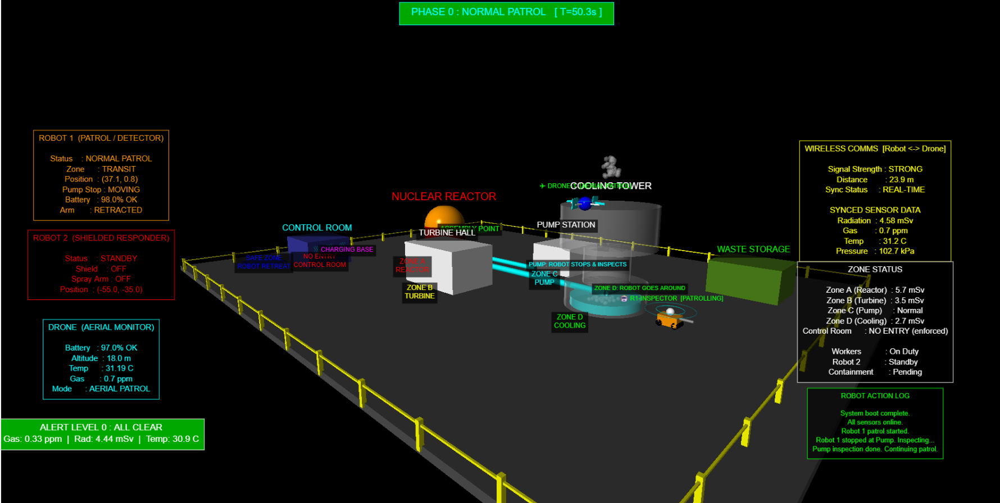 PHASE 0 : NORMAL PATROL [ T=50.3s ]
ROBOT 1 (PATROL / DETECTOR)
Status : NORMAL PATROL
Zone : TRANSIT
Position : (37.1, 0.8)
Pump Stop : MOVING
Battery : 98.0% OK
Arm : RETRACTED
ROBOT 2 (SHIELDED RESPONDER)
Status : STANDBY
Shield : OFF
Spray Arm : OFF
Position : (-55.0, -35.0)
DRONE (AERIAL MONITOR)
Battery : 97.0% OK
Altitude : 18.0 m
Temp : 31.19 C
Gas : 0.7 ppm
Mode : AERIAL PATROL
ALERT LEVEL 0 : ALL CLEAR
Gas: 0.33 ppm | Rad: 4.44 mSv | Temp: 30.9 C
COOLING TOWER
NUCLEAR REACTOR
ASSEMBLY POINT
TURBINE HALL
PUMP STATION
CONTROL ROOM
CHARGING BASE
NO ENTRY
CONTROL ROOM
SAFE ZONE
ROBOT RETREAT
ZONE A
REACTOR
ZONE B
TURBINE
PUMP: ROBOT STOPS & INSPECTS
ZONE C
PUMP
ZONE D: ROBOT GOES AROUND
R1-INSPECTOR [PATROLLING]
ZONE D
COOLING
WASTE STORAGE
WIRELESS COMMS [Robot <-> Drone]
Signal Strength : STRONG
Distance : 23.9 m
Sync Status : REAL-TIME
SYNCED SENSOR DATA
Radiation : 4.58 mSv
Gas : 0.7 ppm
Temp : 31.2 C
Pressure : 102.7 kPa
ZONE STATUS
Zone A (Reactor) : 5.7 mSv
Zone B (Turbine) : 3.5 mSv
Zone C (Pump) : Normal
Zone D (Cooling) : 2.7 mSv
Control Room : NO ENTRY (enforced)
Workers : On Duty
Robot 2 : Standby
Containment : Pending
ROBOT ACTION LOG
System boot complete.
All sensors online.
Robot 1 patrol started.
Robot 1 stopped at Pump. Inspecting...
Pump inspection done. Continuing patrol.